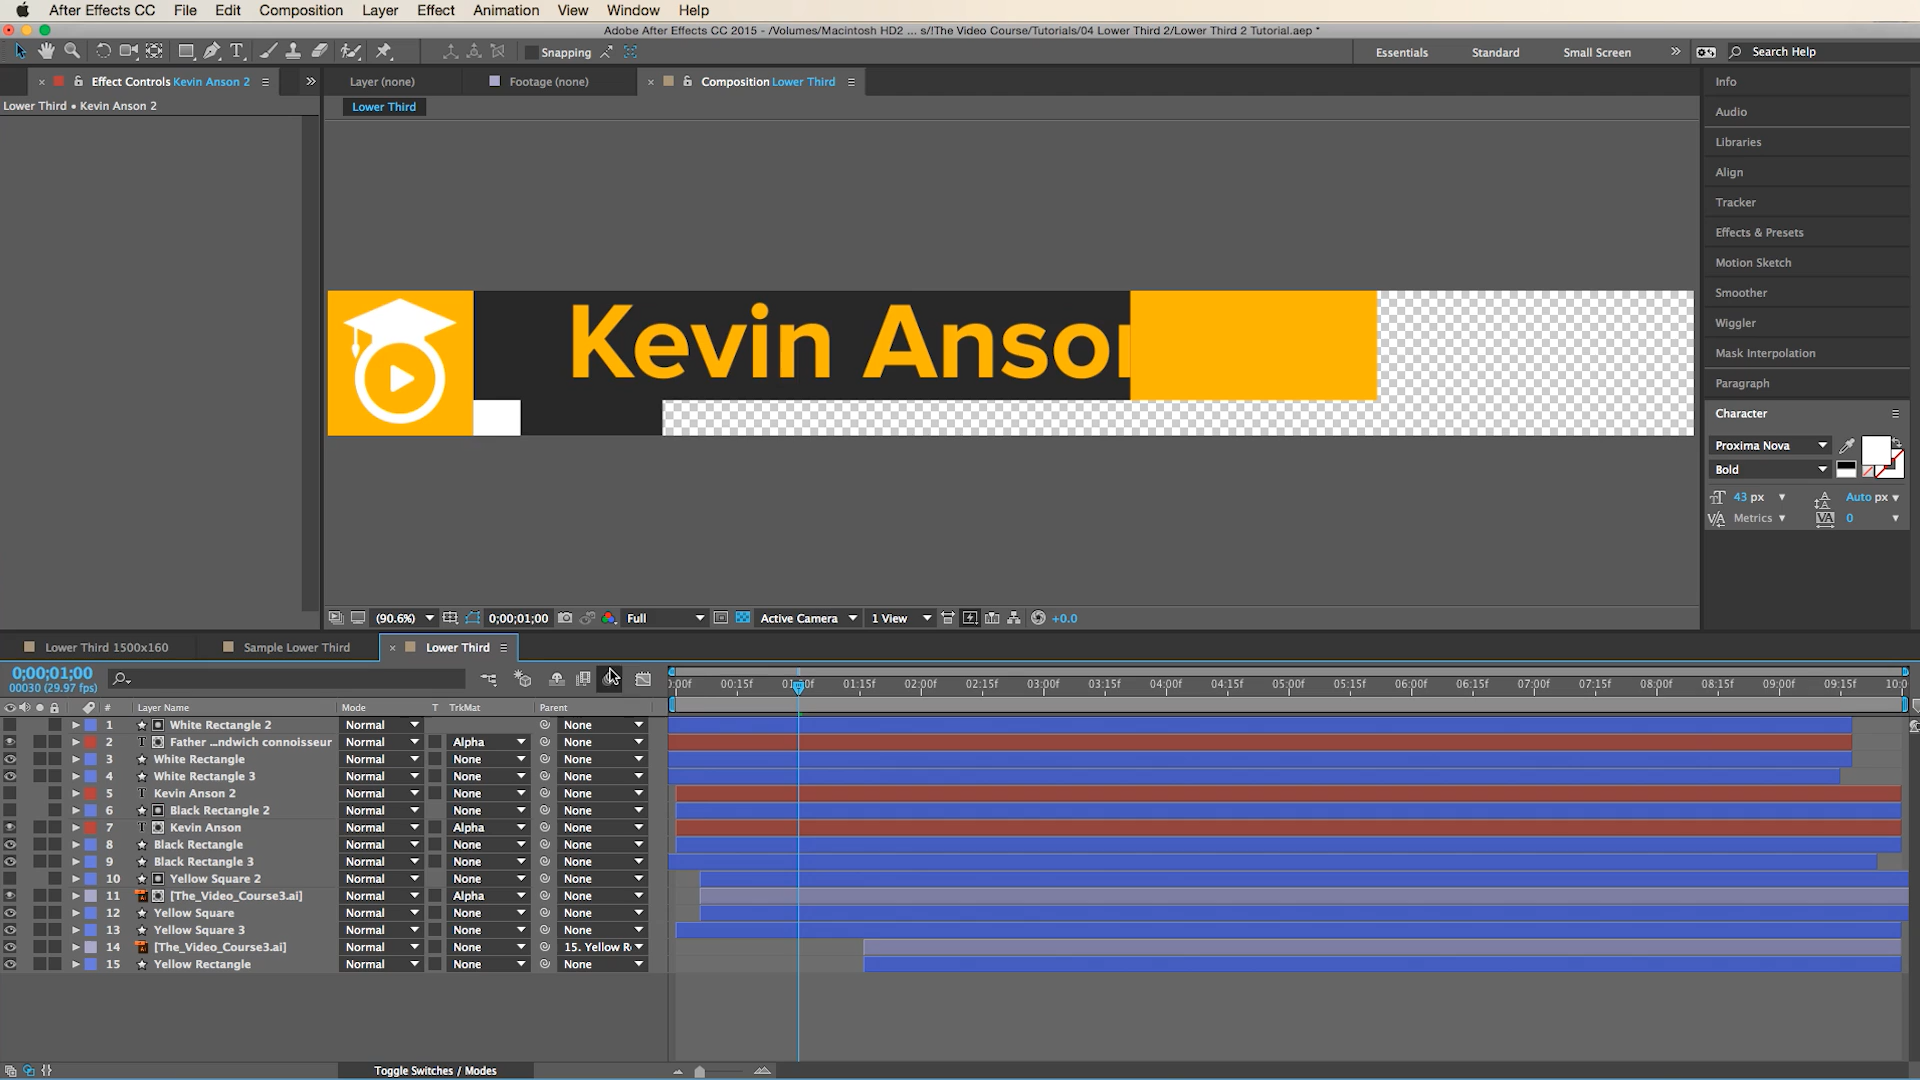 After Effects CC File Edit Composition Layer Effect Animation View Window Help
Adobe After Effects CC 2015 - /Volumes/Macintosh HD2 ... s/!The Video Course/Tutorials/04 Lower Third 2/Lower Third 2 Tutorial.aep *
Snapping Essentials Standard Small Screen Search Help
Effect Controls Kevin Anson 2 Layer (none) Footage (none) Composition Lower Third Info
Lower Third • Kevin Anson 2 Lower Third
Audio
Libraries
Align
Tracker
Effects & Presets
Motion Sketch
Smoother
Wiggler
Mask Interpolation
Paragraph
Character
Proxima Nova
Bold
43 px Auto px
Metrics 0
Kevin Anson
(90.6%) 0;00;01;00 Full Active Camera 1 View +0.0
Lower Third 1500x160 Sample Lower Third Lower Third
0;00;01;00
00030 (29.97 fps)
):00f 00:15f 01:00f 01:15f 02:00f 02:15f 03:00f 03:15f 04:00f 04:15f 05:00f 05:15f 06:00f 06:15f 07:00f 07:15f 08:00f 08:15f 09:00f 09:15f 10:0
# Layer Name Mode T TrkMat Parent
1 White Rectangle 2 Normal None
2 Father ...ndwich connoisseur Normal Alpha None
3 White Rectangle Normal None None
4 White Rectangle 3 Normal None None
5 Kevin Anson 2 Normal None None
6 Black Rectangle 2 Normal None None
7 Kevin Anson Normal Alpha None
8 Black Rectangle Normal None None
9 Black Rectangle 3 Normal None None
10 Yellow Square 2 Normal None None
11 [The_Video_Course3.ai] Normal Alpha None
12 Yellow Square Normal None None
13 Yellow Square 3 Normal None None
14 [The_Video_Course3.ai] Normal None 15. Yellow R
15 Yellow Rectangle Normal None None
Toggle Switches / Modes